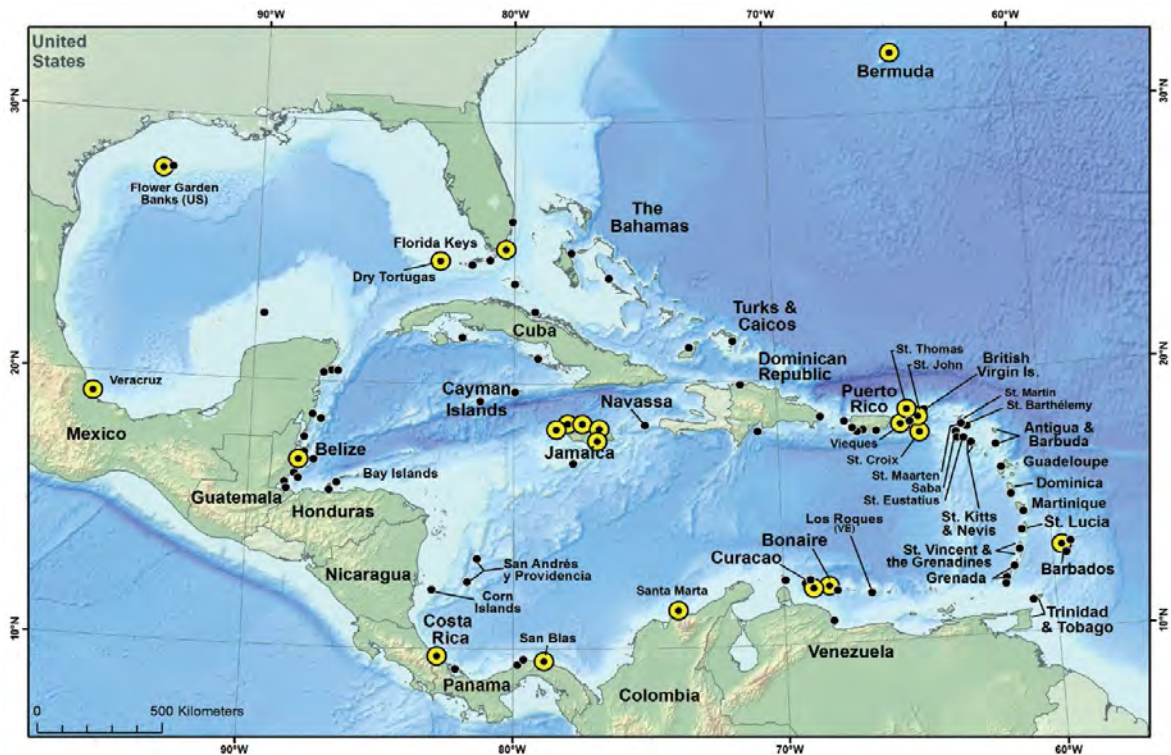 90°W
80°W
70°W
60°W
United
States
Bermuda
30°N
30°N
Flower Garden
Banks (US)
The
Bahamas
Florida Keys
Dry Tortugas
Turks &
Caicos
Cuba
20°N
20°N
St. Thomas
St. John
British
Virgin Is.
Dominican
Republic
Veracruz
Cayman
Islands
Navassa
Puerto
Rico
St. Martin
St. Barthélemy
Mexico
Antigua &
Barbuda
Belize
Jamaica
Vieques
St. Croix
Guadeloupe
Bay Islands
St. Maarten
Saba
St. Eustatius
Dominica
Guatemala
Honduras
Martinique
St. Kitts
& Nevis
St. Lucia
Los Roques
(VE)
Bonaire
Curacao
St. Vincent &
the Grenadines
Nicaragua
San Andrés
y Providencia
Grenada
Barbados
Corn
Islands
Santa Marta
Costa
Rica
Trinidad
& Tobago
10°N
10°N
San Blas
Venezuela
Panama
Colombia
0
500 Kilometers
90°W
80°W
70°W
60°W